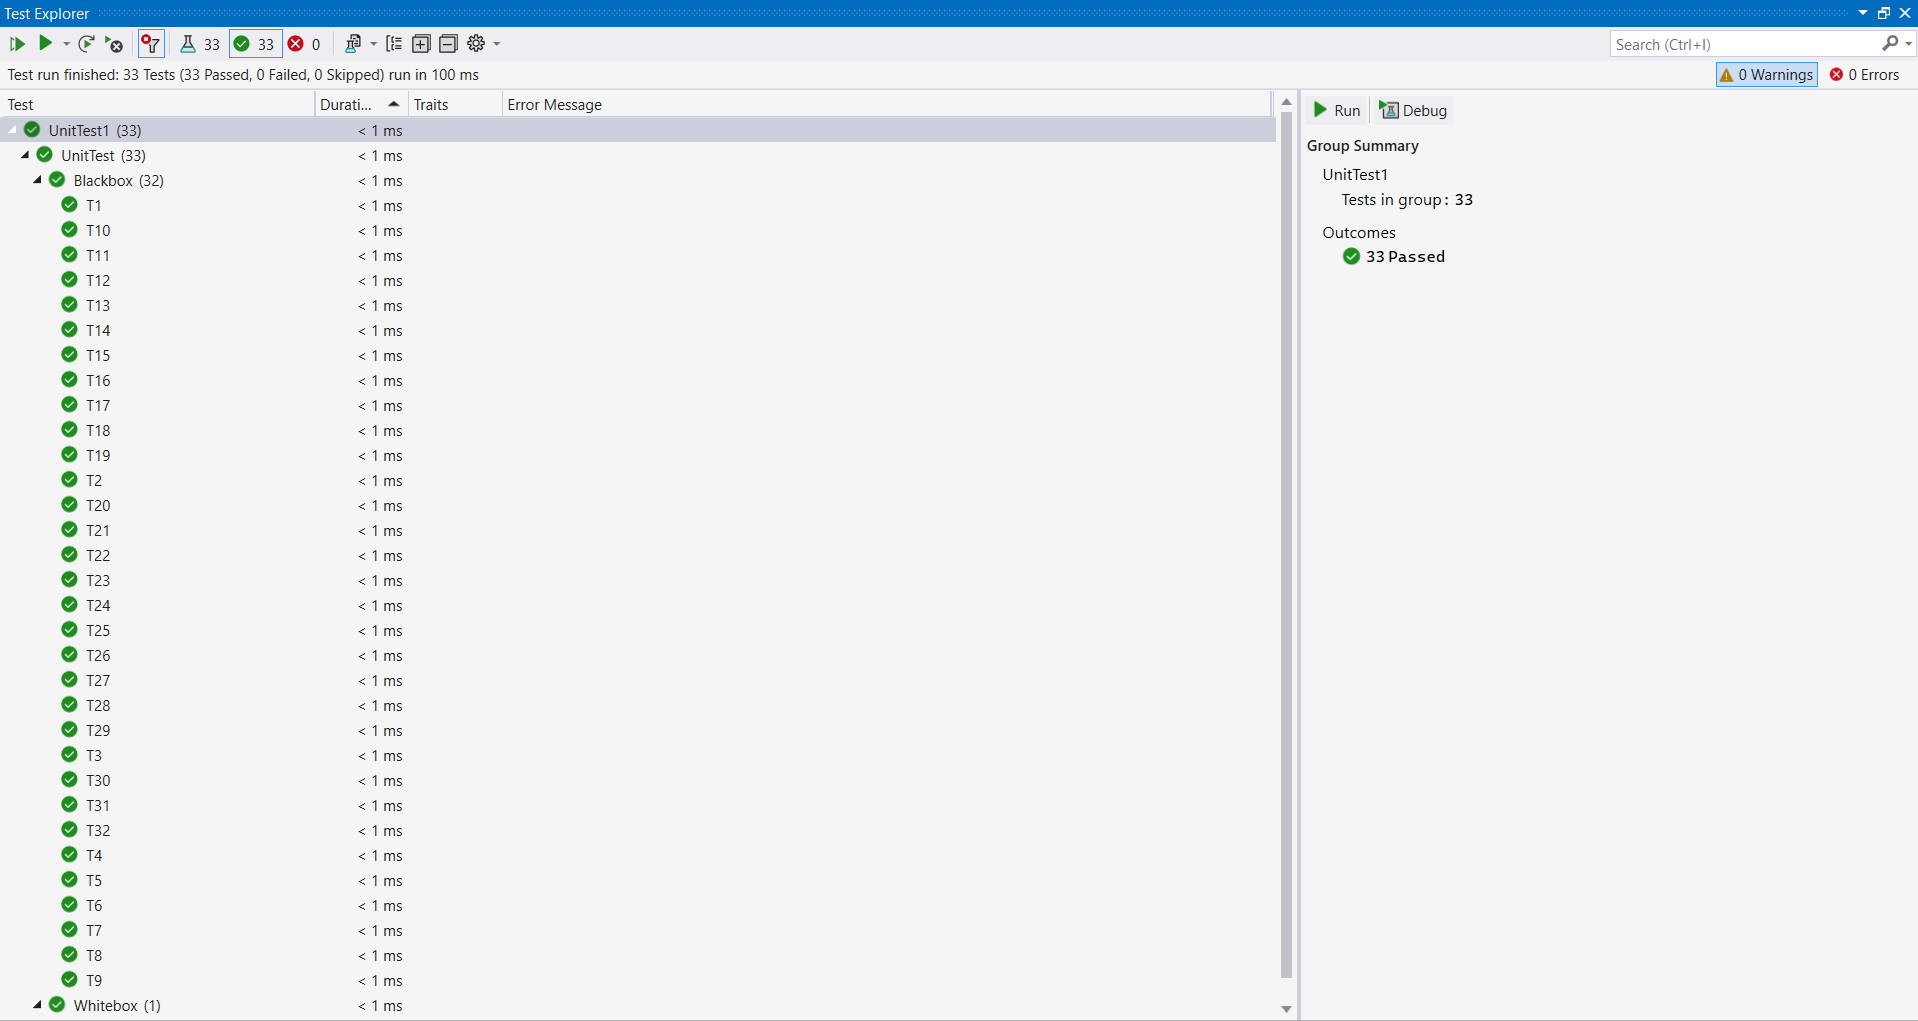 Test Explorer
33 33 0
Search (Ctrl+I)
Test run finished: 33 Tests (33 Passed, 0 Failed, 0 Skipped) run in 100 ms
0 Warnings 0 Errors
Test Durati... Traits Error Message
UnitTest1 (33) < 1 ms
UnitTest (33) < 1 ms
Blackbox (32) < 1 ms
T1 < 1 ms
T10 < 1 ms
T11 < 1 ms
T12 < 1 ms
T13 < 1 ms
T14 < 1 ms
T15 < 1 ms
T16 < 1 ms
T17 < 1 ms
T18 < 1 ms
T19 < 1 ms
T2 < 1 ms
T20 < 1 ms
T21 < 1 ms
T22 < 1 ms
T23 < 1 ms
T24 < 1 ms
T25 < 1 ms
T26 < 1 ms
T27 < 1 ms
T28 < 1 ms
T29 < 1 ms
T3 < 1 ms
T30 < 1 ms
T31 < 1 ms
T32 < 1 ms
T4 < 1 ms
T5 < 1 ms
T6 < 1 ms
T7 < 1 ms
T8 < 1 ms
T9 < 1 ms
Whitebox (1) < 1 ms
Run Debug
Group Summary
UnitTest1
Tests in group: 33
Outcomes
33 Passed